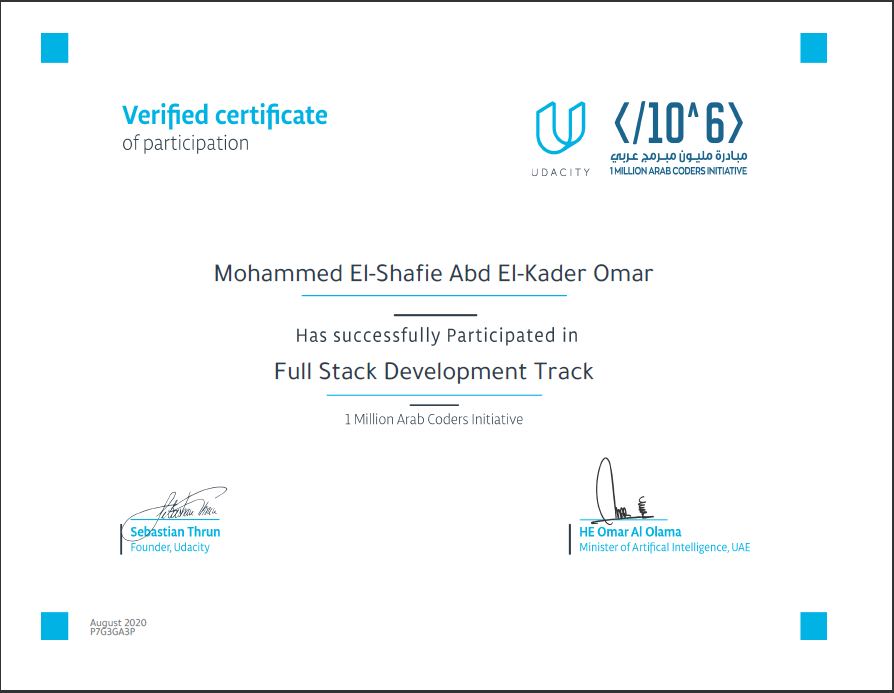 Verified certificate
of participation
UDACITY
</10^6>
مبادرة مليون مبرمج عربي
1 MILLION ARAB CODERS INITIATIVE
Mohammed El-Shafie Abd El-Kader Omar
Has successfully Participated in
Full Stack Development Track
1 Million Arab Coders Initiative
Sebastian Thrun
Founder, Udacity
HE Omar Al Olama
Minister of Artifical Intelligence, UAE
August 2020
P7G3GA3P